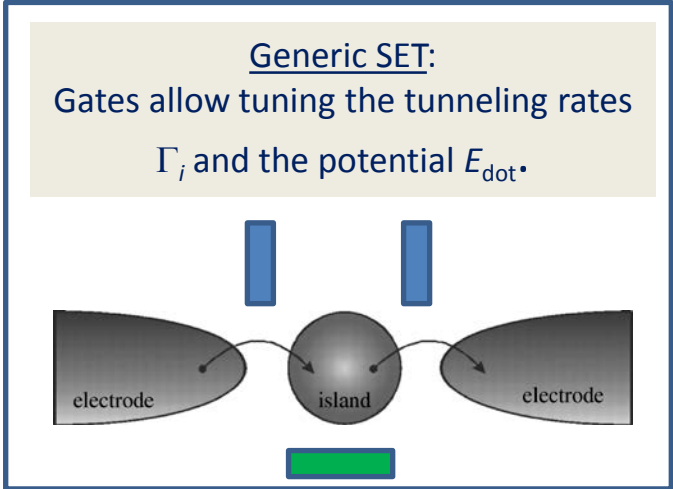 Generic SET:
Gates allow tuning the tunneling rates
Γi and the potential Edot.
electrode
island
electrode